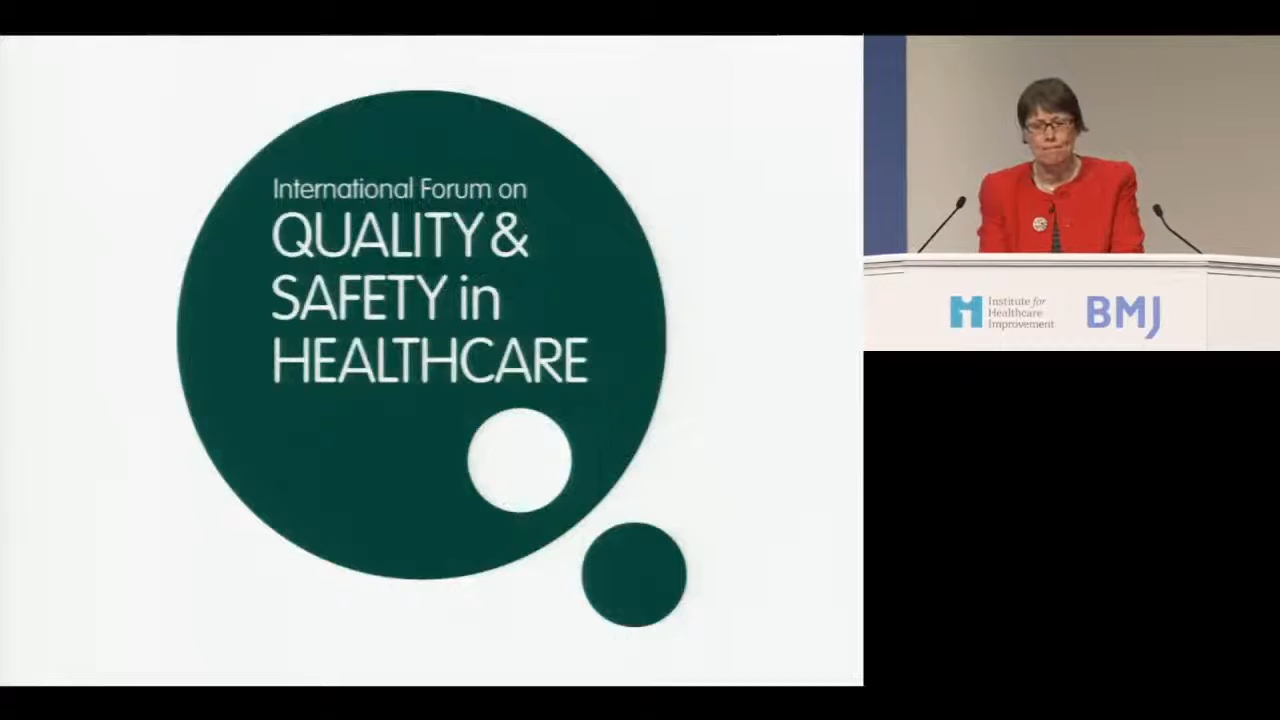 International Forum on
QUALITY &
SAFETY in
HEALTHCARE
Institute for
Healthcare
Improvement
BMJ